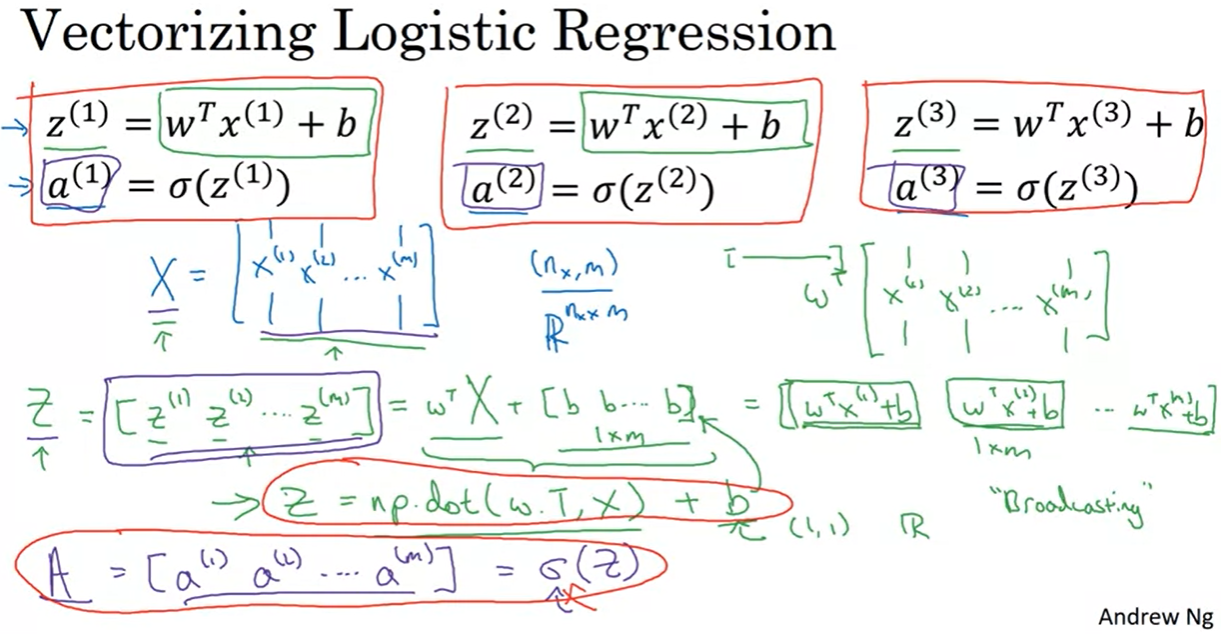 Vectorizing Logistic Regression
→ z⁽¹⁾ = wᵀx⁽¹⁾ + b   z⁽²⁾ = wᵀx⁽²⁾ + b   z⁽³⁾ = wᵀx⁽³⁾ + b
→ a⁽¹⁾ = σ(z⁽¹⁾)   a⁽²⁾ = σ(z⁽²⁾)   a⁽³⁾ = σ(z⁽³⁾)
X = [x⁽¹⁾ x⁽²⁾ ... x⁽ᵐ⁾]   (nₓ, m)   wᵀ [x⁽¹⁾ x⁽²⁾ .... x⁽ᵐ⁾]
ℝ^(nₓ × m)
Z = [z⁽¹⁾ z⁽²⁾ .... z⁽ᵐ⁾] = wᵀX + [b b... b] = [wᵀx⁽¹⁾+b   wᵀx⁽²⁾+b   ... wᵀx⁽ᵐ⁾+b]
1×m   1×m
→ Z = np.dot(w.T, X) + b   (1,1)   ℝ   "Broadcasting"
A = [a⁽¹⁾ a⁽²⁾ .... a⁽ᵐ⁾] = σ(Z)
Andrew Ng